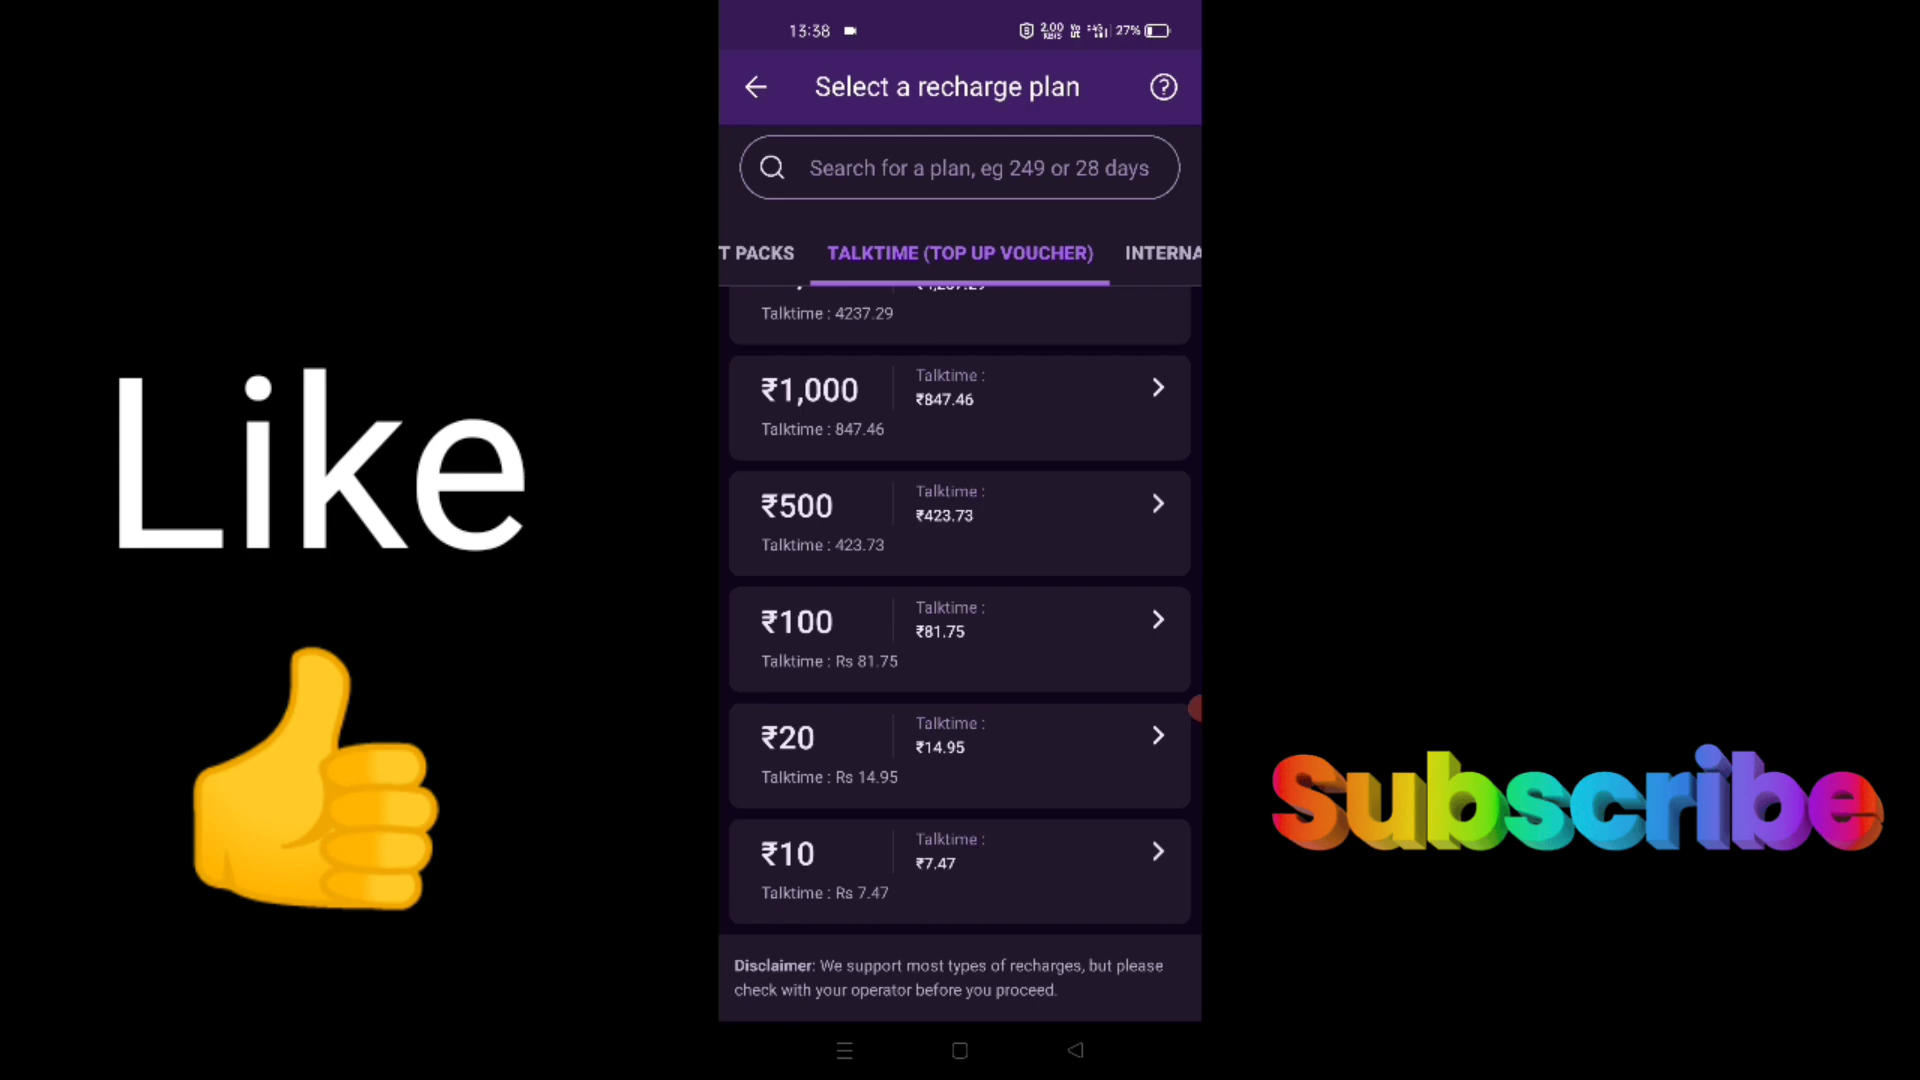 13:38
2.00
27%
Select a recharge plan
Search for a plan, eg 249 or 28 days
T PACKS
TALKTIME (TOP UP VOUCHER)
INTERNA
Talktime : 4237.29
₹1,000
Talktime :
₹847.46
Talktime : 847.46
₹500
Talktime :
₹423.73
Talktime : 423.73
₹100
Talktime :
₹81.75
Talktime : Rs 81.75
₹20
Talktime :
₹14.95
Talktime : Rs 14.95
₹10
Talktime :
₹7.47
Talktime : Rs 7.47
Disclaimer: We support most types of recharges, but please
check with your operator before you proceed.
Like
Subscribe